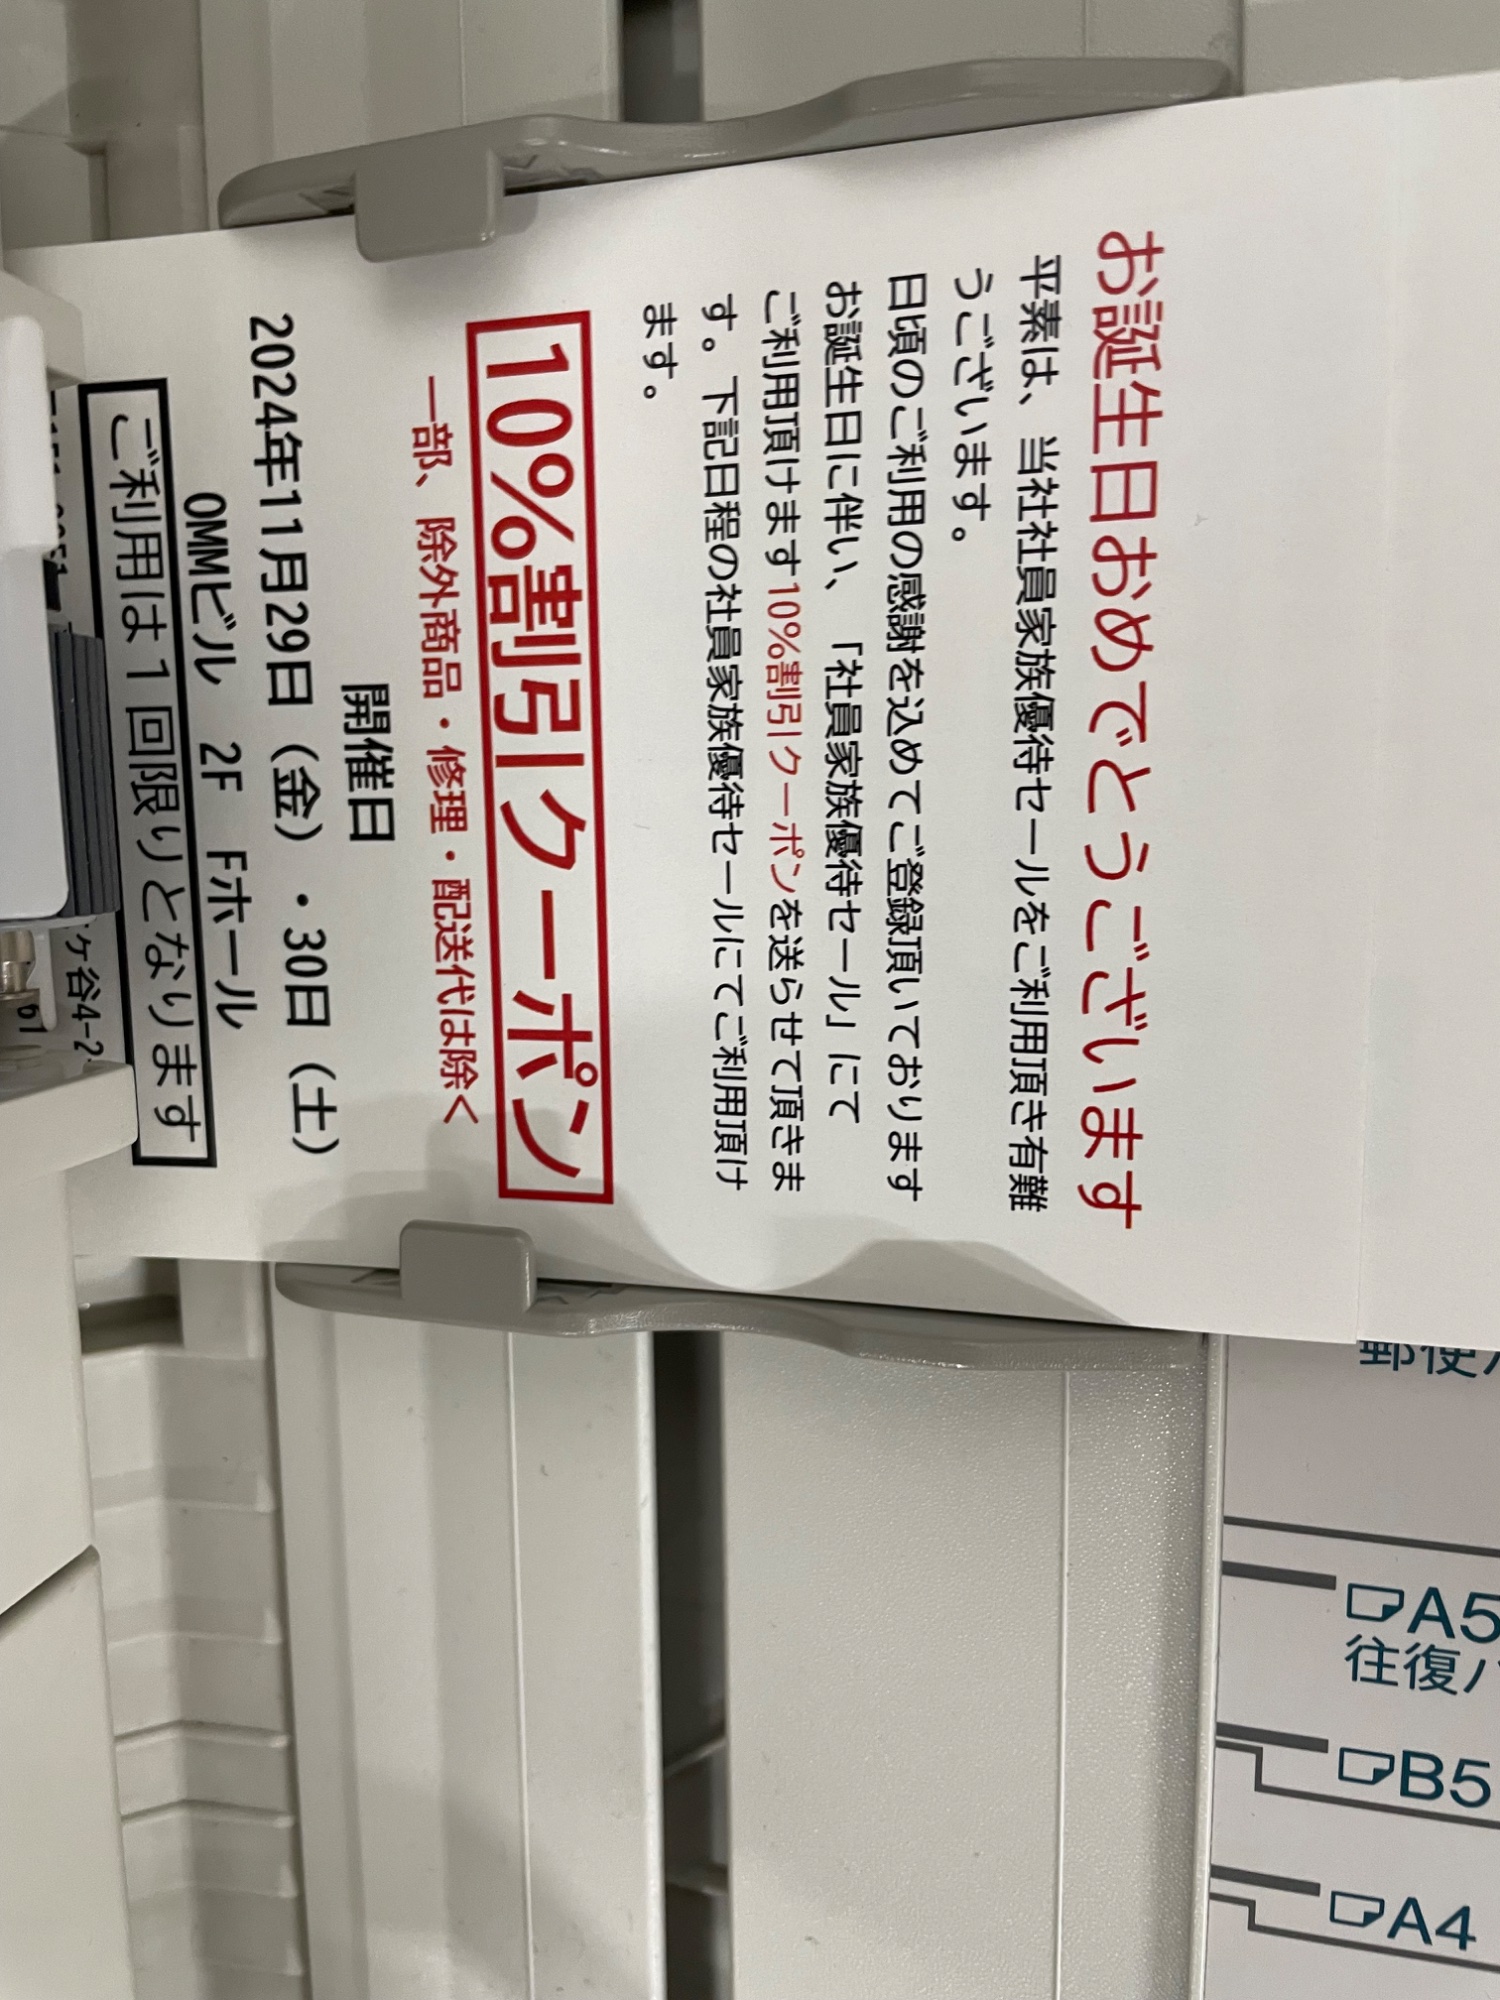 お誕生日おめでとうございます
平素は、当社社員家族優待セールをご利用頂き有難
うございます。
日頃のご利用の感謝を込めてご登録頂いております
お誕生日に伴い、「社員家族優待セール」にて
ご利用頂けます10%割引クーポンを送らせて頂きま
す。下記日程の社員家族優待セールにてご利用頂け
ます。
10%割引クーポン
一部、除外商品・修理・配送代は除く
開催日
2024年11月29日（金）・30日（土）
OMMビル 2F Fホール
ご利用は１回限りとなります
ケ谷4-2
郵便
A5
往復
B5
A4